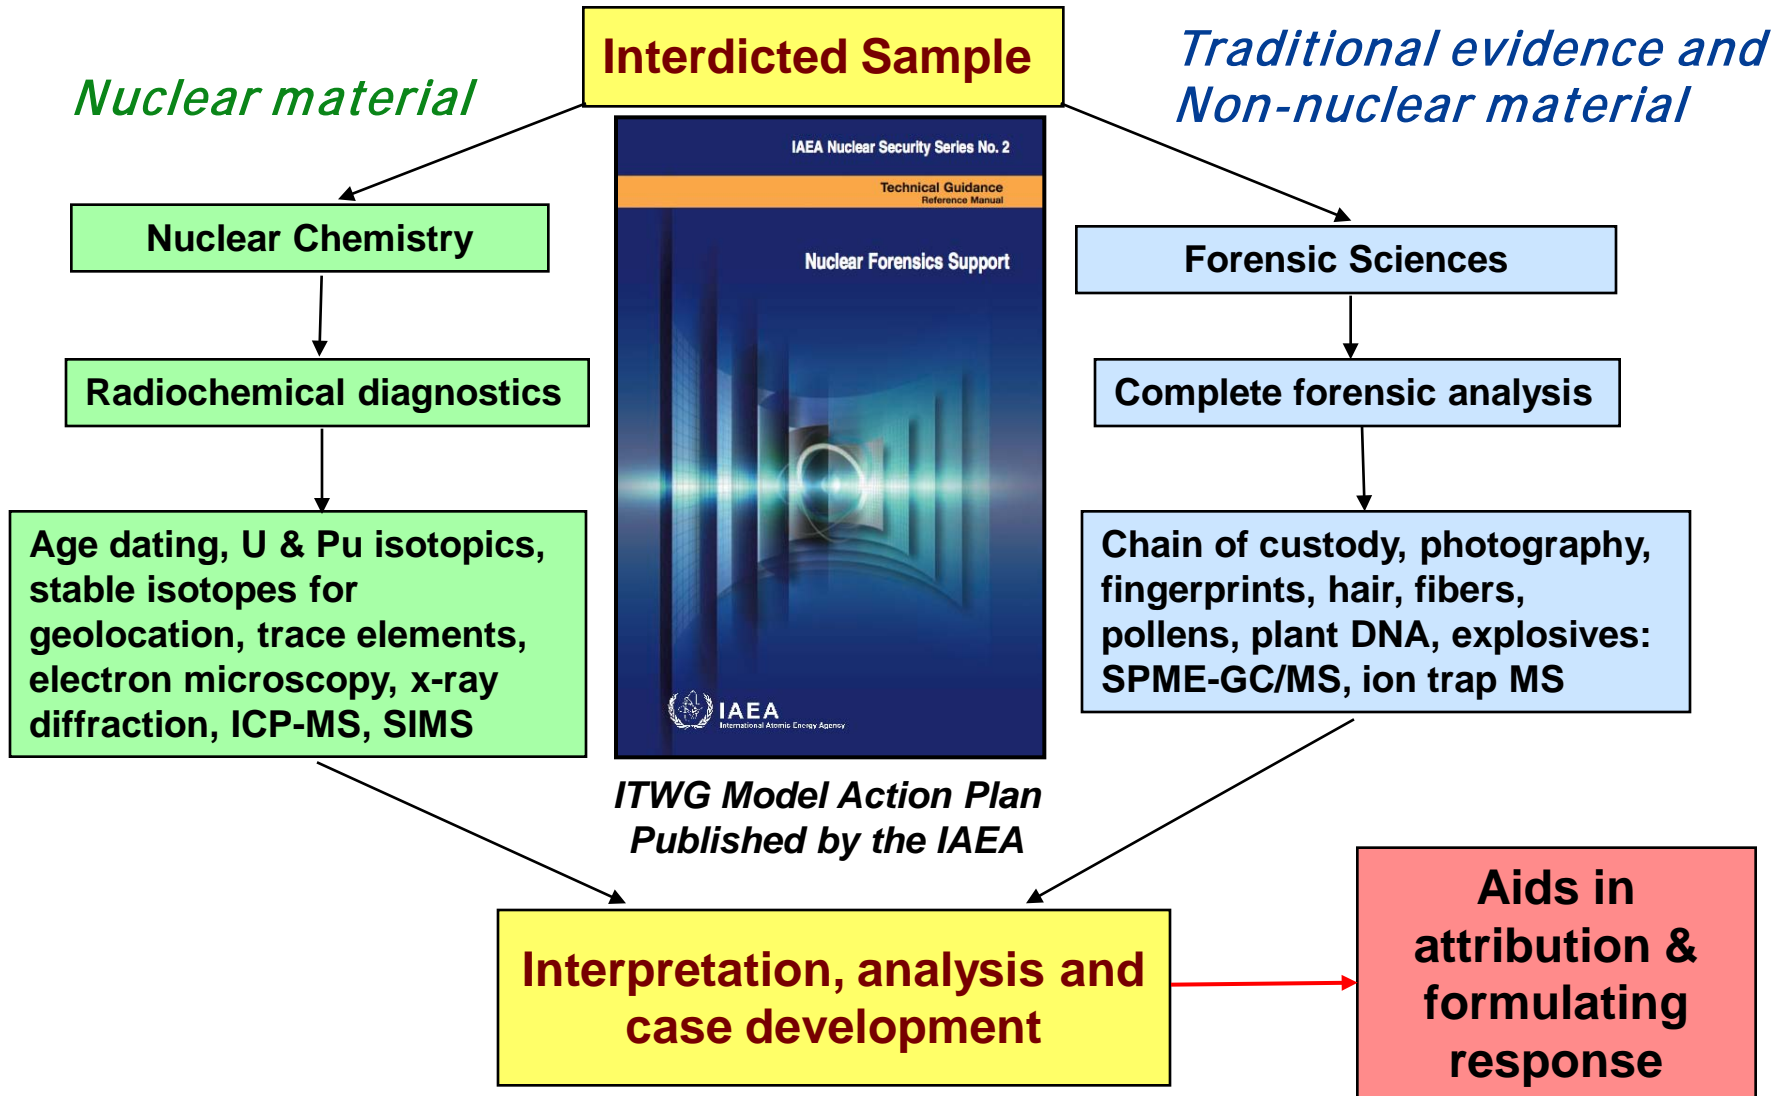 Interdicted Sample
Nuclear material
Traditional evidence and
Non-nuclear material
IAEA Nuclear Security Series No. 2
Technical Guidance
Reference Manual
Nuclear Forensics Support
IAEA
International Atomic Energy Agency
ITWG Model Action Plan
Published by the IAEA
Nuclear Chemistry
Radiochemical diagnostics
Age dating, U & Pu isotopics,
stable isotopes for
geolocation, trace elements,
electron microscopy, x-ray
diffraction, ICP-MS, SIMS
Forensic Sciences
Complete forensic analysis
Chain of custody, photography,
fingerprints, hair, fibers,
pollens, plant DNA, explosives:
SPME-GC/MS, ion trap MS
Interpretation, analysis and
case development
Aids in
attribution &
formulating
response